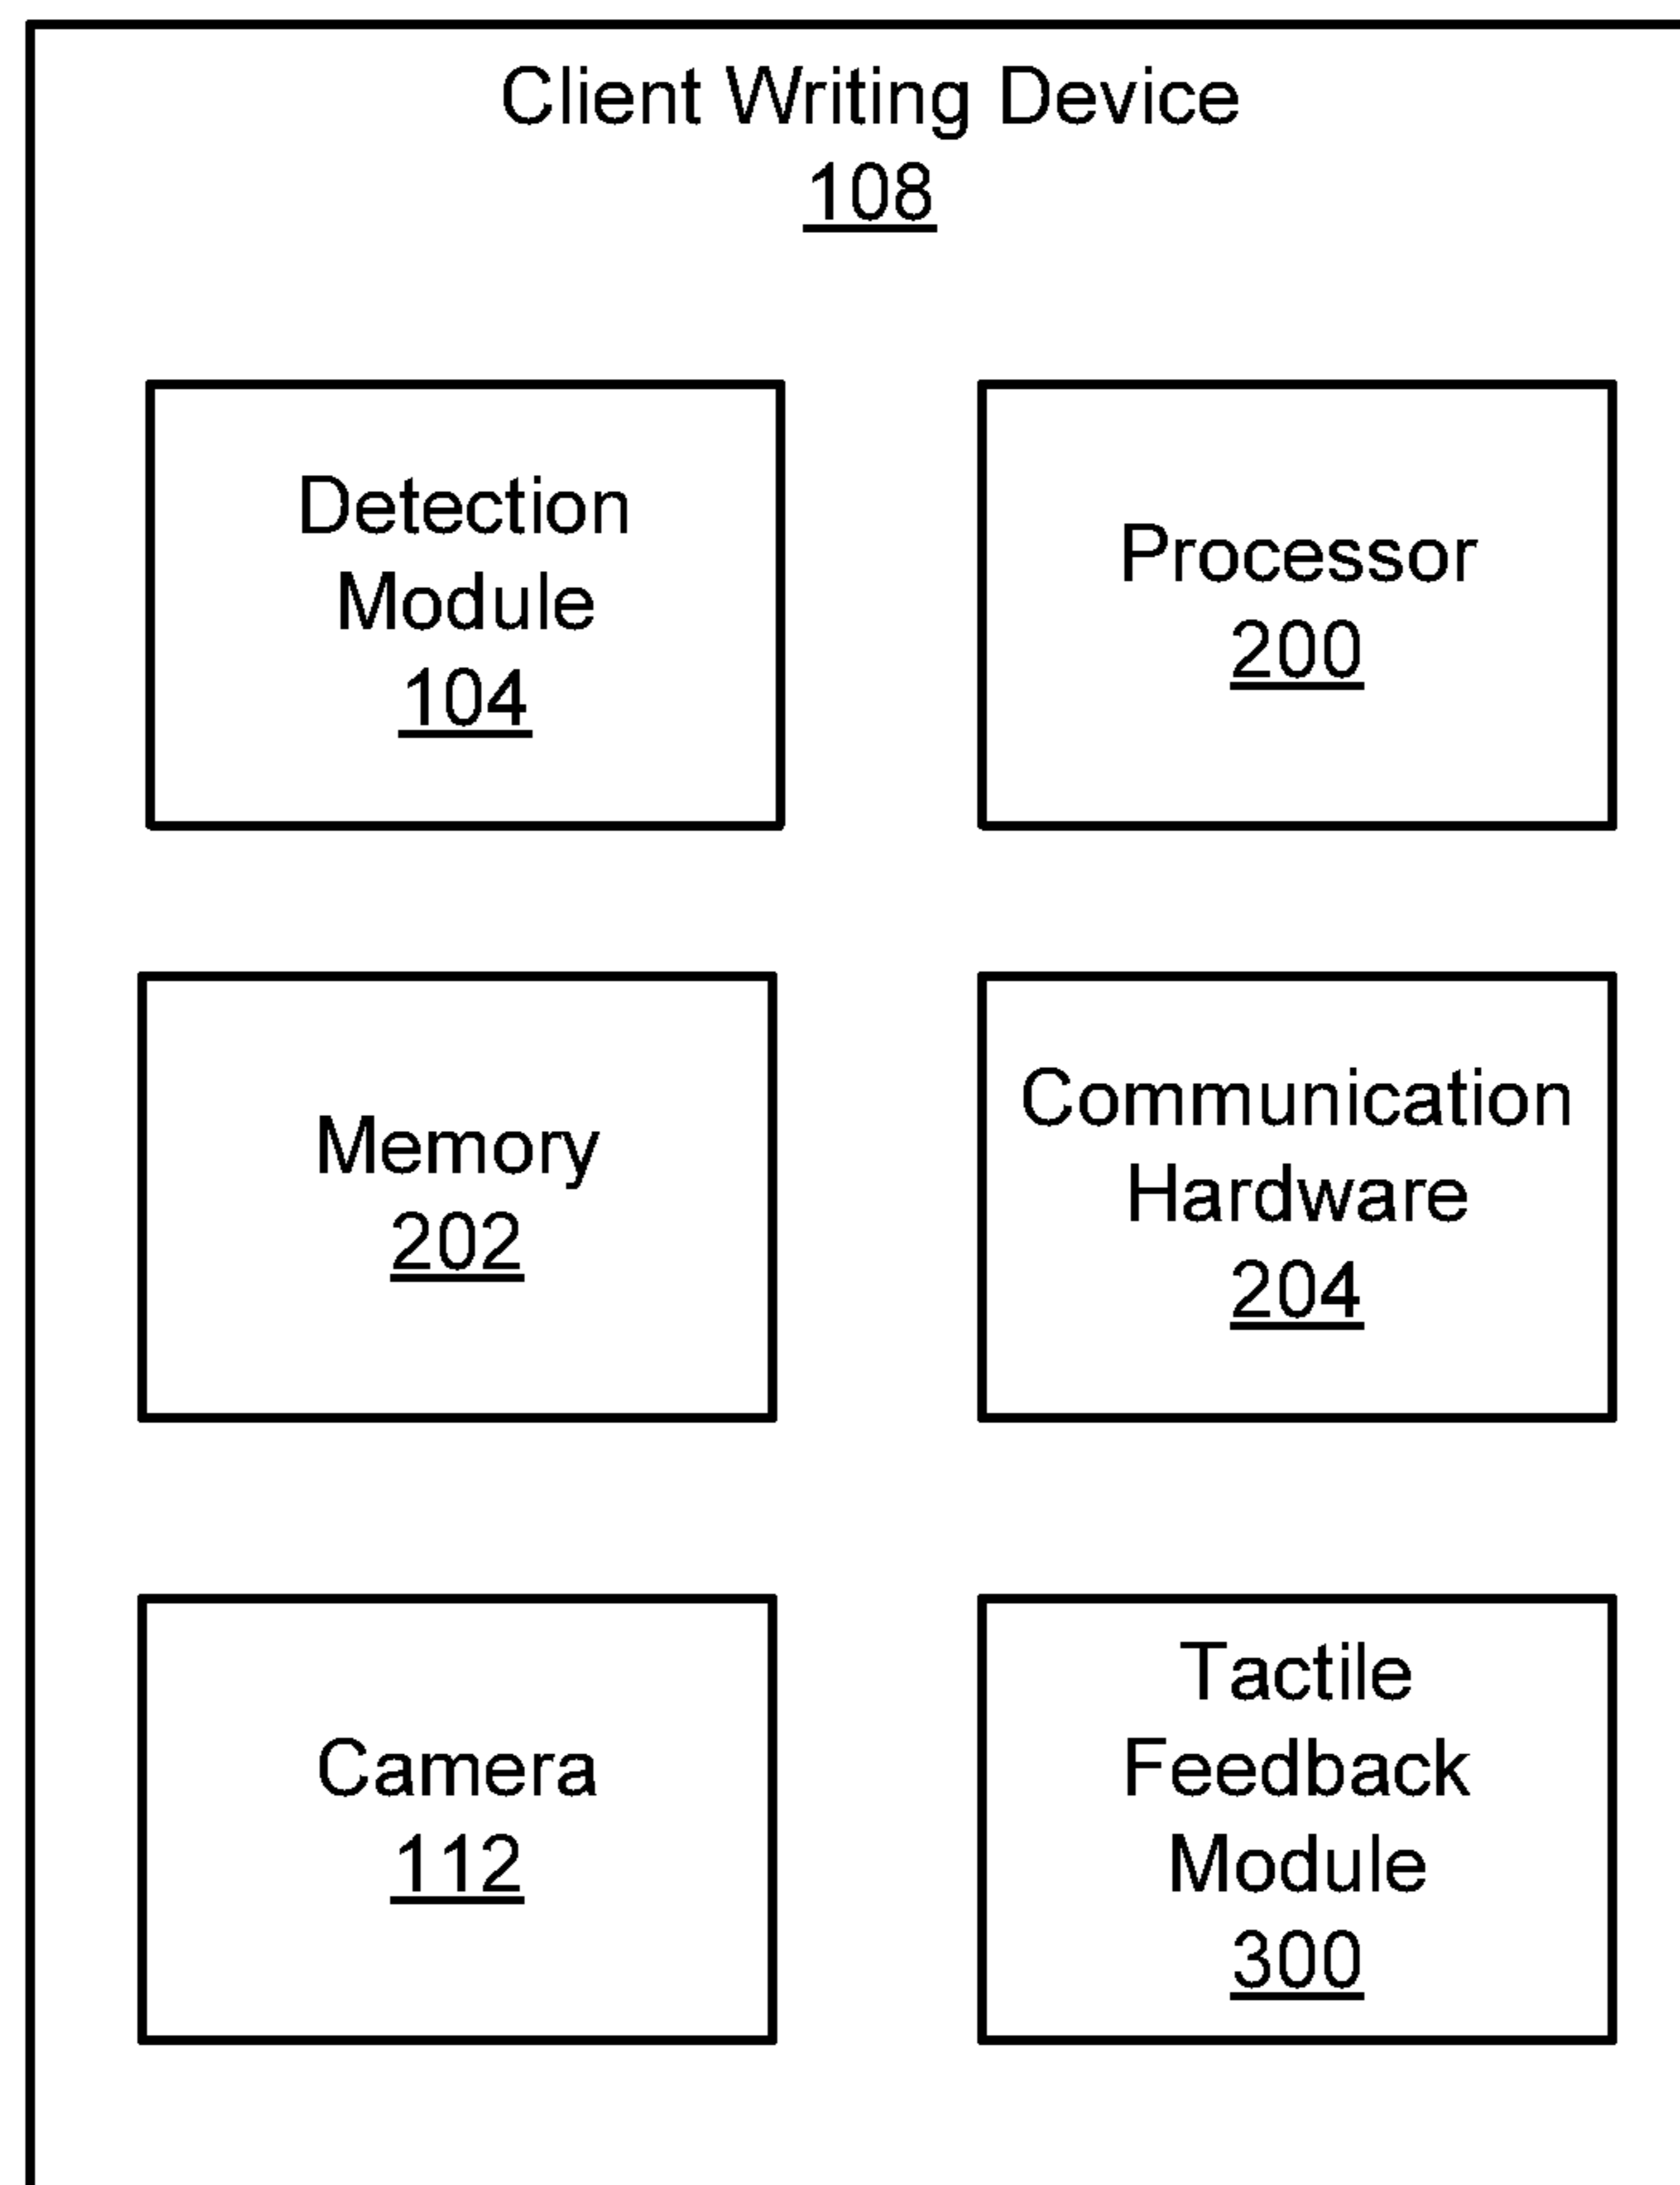 Client Writing Device
108
Detection
Module
104
Processor
200
Memory
202
Communication
Hardware
204
Camera
112
Tactile
Feedback
Module
300